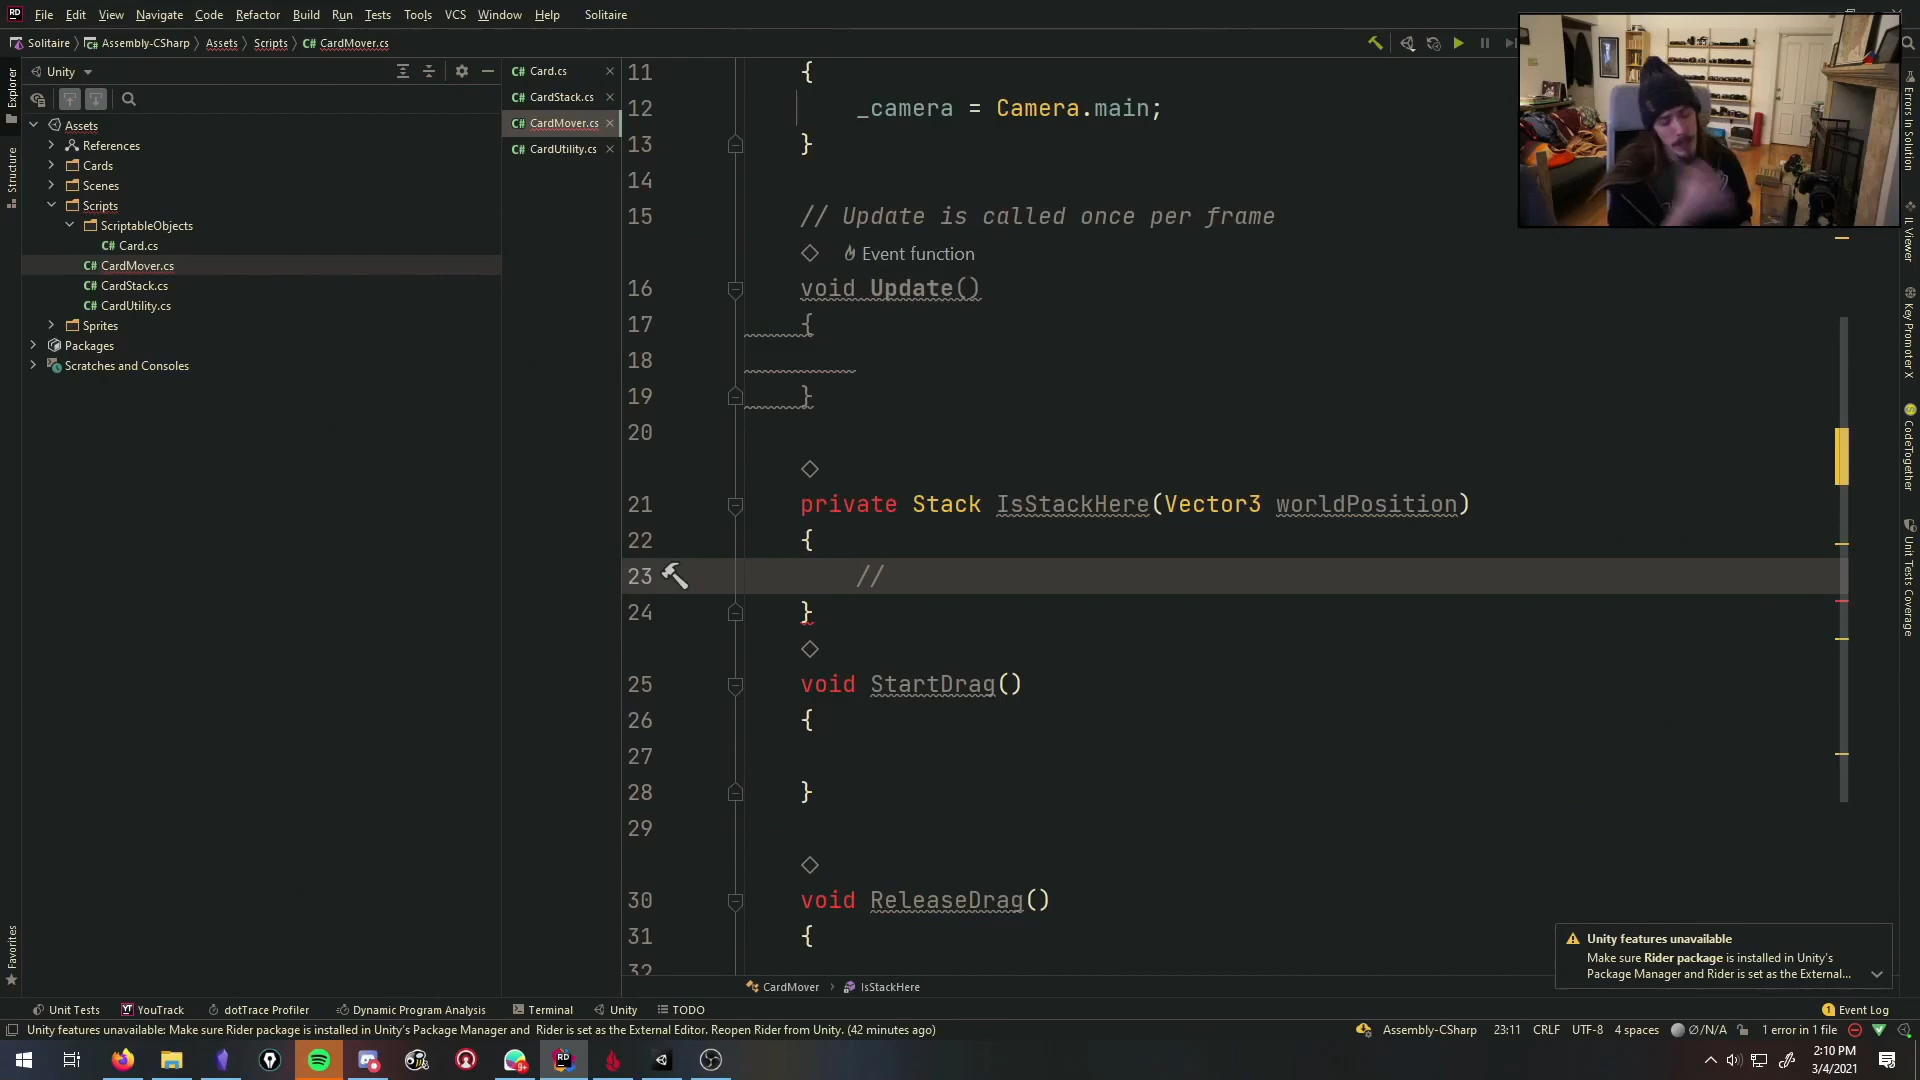 File Edit View Navigate Code Refactor Build Run Tests Tools VCS Window Help Solitaire
Solitaire Assembly-CSharp Assets Scripts CardMover.cs
Explorer
Structure
Favorites
Unity
Assets
References
Cards
Scenes
Scripts
ScriptableObjects
C# Card.cs
C# CardMover.cs
C# CardStack.cs
C# CardUtility.cs
Sprites
Packages
Scratches and Consoles
C# Card.cs
C# CardStack.cs
C# CardMover.cs
C# CardUtility.cs
11 {
12 _camera = Camera.main;
13 }
14
15 // Update is called once per frame
Event function
16 void Update()
17 {
18
19 }
20
21 private Stack IsStackHere(Vector3 worldPosition)
22 {
23 //
24 }
25 void StartDrag()
26 {
27
28 }
29
30 void ReleaseDrag()
31 {
32
Errors In Solution
IL Viewer
Key Promoter X
CodeTogether
Unit Tests Coverage
Unity features unavailable
Make sure Rider package is installed in Unity's
Package Manager and Rider is set as the External...
CardMover IsStackHere
Unit Tests YouTrack dotTrace Profiler Dynamic Program Analysis Terminal Unity TODO
1 Event Log
Unity features unavailable: Make sure Rider package is installed in Unity's Package Manager and Rider is set as the External Editor. Reopen Rider from Unity. (42 minutes ago)
Assembly-CSharp 23:11 CRLF UTF-8 4 spaces ∅/N/A 1 error in 1 file
9+
RD
2:10 PM
3/4/2021